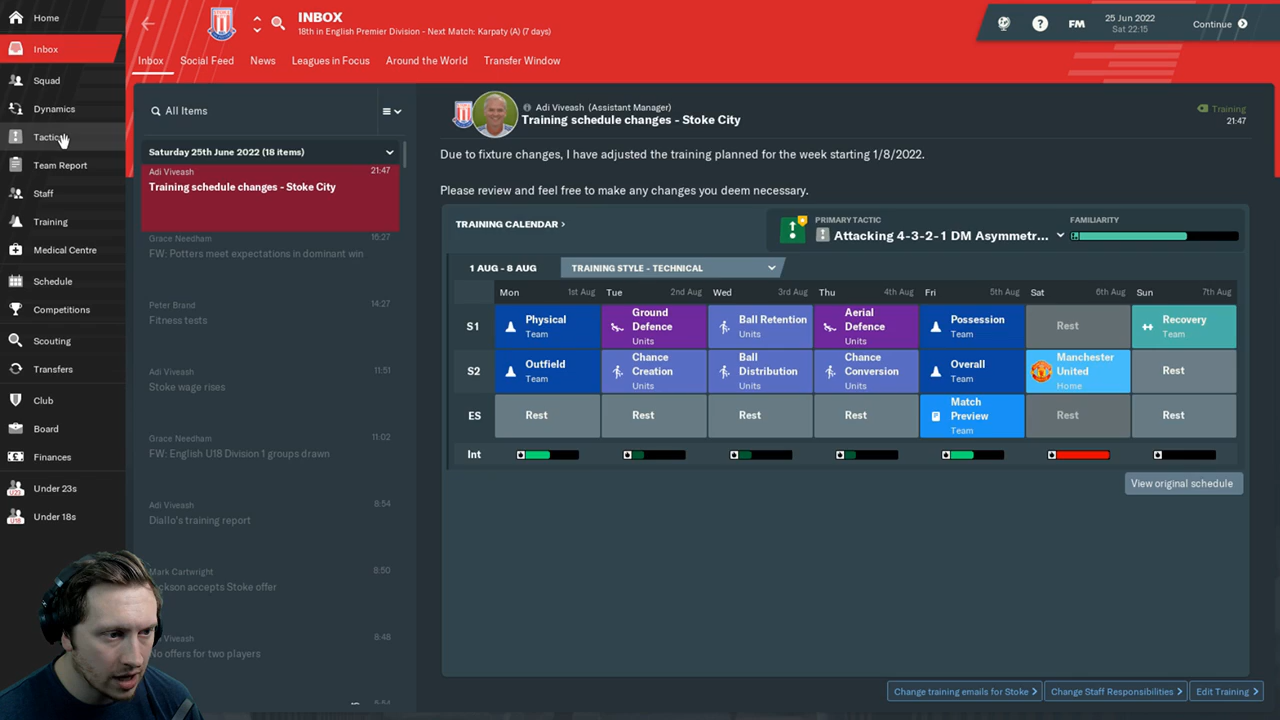 Home
Inbox
Squad
Dynamics
Tactics
Team Report
Staff
Training
Medical Centre
Schedule
Competitions
Scouting
Transfers
Club
Board
Finances
U23
Under 23s
U18
Under 18s
INBOX
18th in English Premier Division - Next Match: Karpaty (A) (7 days)
?
FM
25 Jun 2022
Sat 22:15
Continue
Inbox
Social Feed
News
Leagues in Focus
Around the World
Transfer Window
All Items
Saturday 25th June 2022 (18 items)
Adi Viveash
21:47
Training schedule changes - Stoke City
Grace Needham
16:27
FW: Potters meet expectations in dominant win
Peter Brand
14:27
Fitness tests
Adi Viveash
11:51
Stoke wage rises
Grace Needham
11:02
FW: English U18 Division 1 groups drawn
Adi Viveash
8:54
Diallo's training report
Mark Cartwright
8:50
ckson accepts Stoke offer
di Viveash
8:48
No offers for two players
Adi Viveash (Assistant Manager)
Training schedule changes - Stoke City
Training
21:47
Due to fixture changes, I have adjusted the training planned for the week starting 1/8/2022.
Please review and feel free to make any changes you deem necessary.
TRAINING CALENDAR >
PRIMARY TACTIC
Attacking 4-3-2-1 DM Asymmetr...
FAMILIARITY
1 AUG - 8 AUG
TRAINING STYLE - TECHNICAL
Mon 1st Aug
Tue 2nd Aug
Wed 3rd Aug
Thu 4th Aug
Fri 5th Aug
Sat 6th Aug
Sun 7th Aug
S1
Physical
Team
Ground
Defence
Units
Ball Retention
Units
Aerial
Defence
Units
Possession
Team
Rest
Recovery
Team
S2
Outfield
Team
Chance
Creation
Units
Ball
Distribution
Units
Chance
Conversion
Units
Overall
Team
Manchester
United
Home
Rest
ES
Rest
Rest
Rest
Rest
Match
Preview
Team
Rest
Rest
Int
View original schedule
Change training emails for Stoke >
Change Staff Responsibilities >
Edit Training >